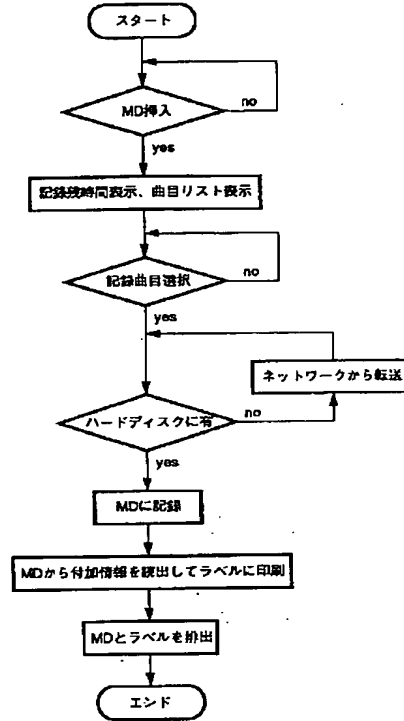 スタート
MD挿入
no
yes
記録残時間表示、曲目リスト表示
記録曲目選択
no
yes
ネットワークから転送
ハードディスクに有
no
yes
MDに記録
MDから付加情報を読出してラベルに印刷
MDとラベルを排出
エンド